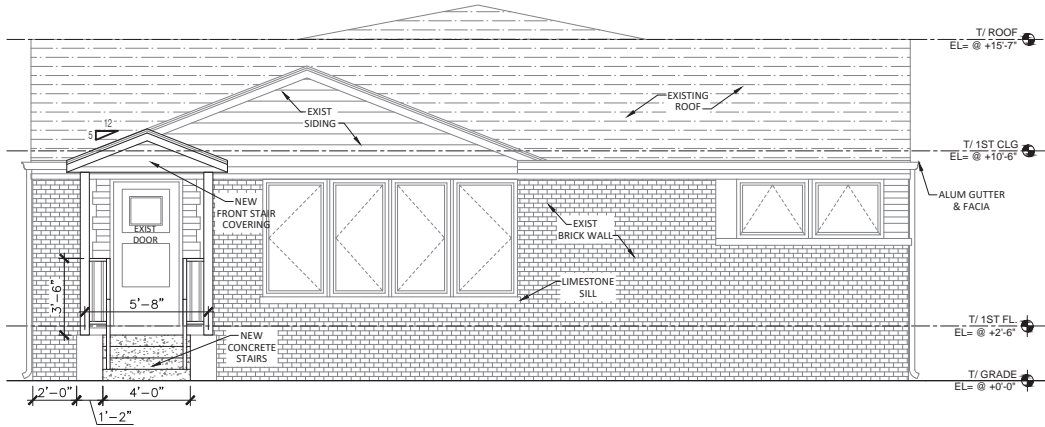 T/ ROOF
EL= @ +15'-7"
EXISTING
ROOF
EXIST
SIDING
12
5
T/ 1ST CLG
EL= @ +10'-6"
ALUM GUTTER
& FACIA
NEW
FRONT STAIR
COVERING
EXIST
DOOR
EXIST
BRICK WALL
LIMESTONE
SILL
3'-6"
5'-8"
T/ 1ST FL.
EL= @ +2'-6"
NEW
CONCRETE
STAIRS
T/ GRADE
EL= @ +0'-0"
2'-0"
4'-0"
1'-2"